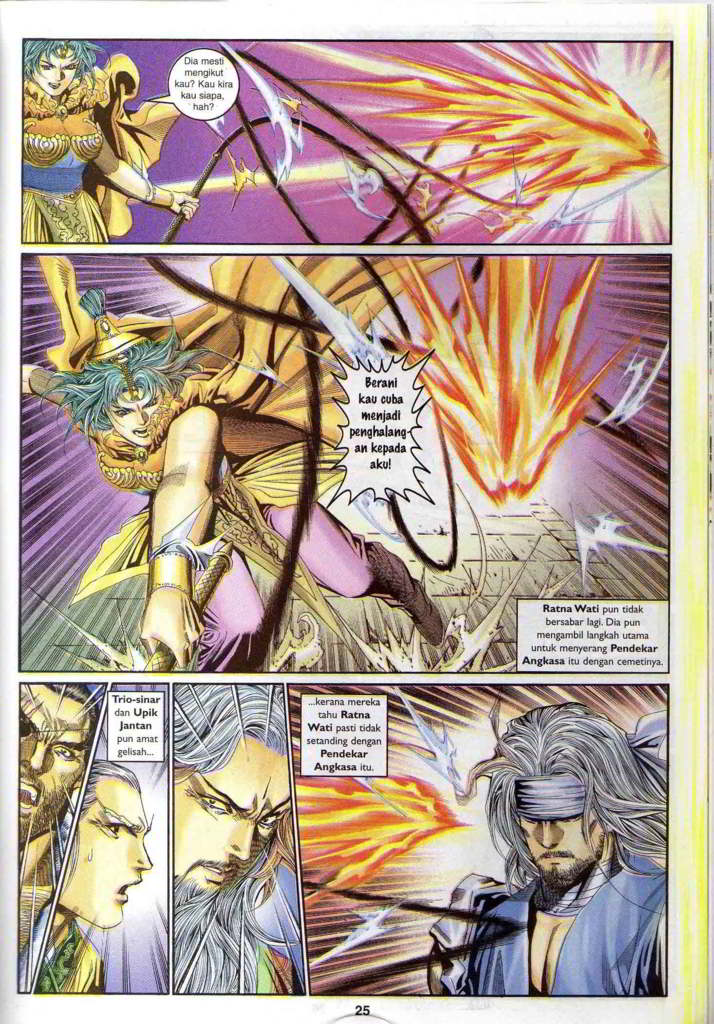 Dia mesti
mengikut
kau? Kau kira
kau siapa,
hah?
Berani
kau cuba
menjadi
penghalang-
an kepada
aku!
Ratna Wati pun tidak
bersabar lagi. Dia pun
mengambil langkah utama
untuk menyerang Pendekar
Angkasa itu dengan cemetinya.
Trio-sinar
dan Upik
Jantan
pun amat
gelisah...
...kerana mereka
tahu Ratna
Wati pasti tidak
setanding dengan
Pendekar
Angkasa itu.
25